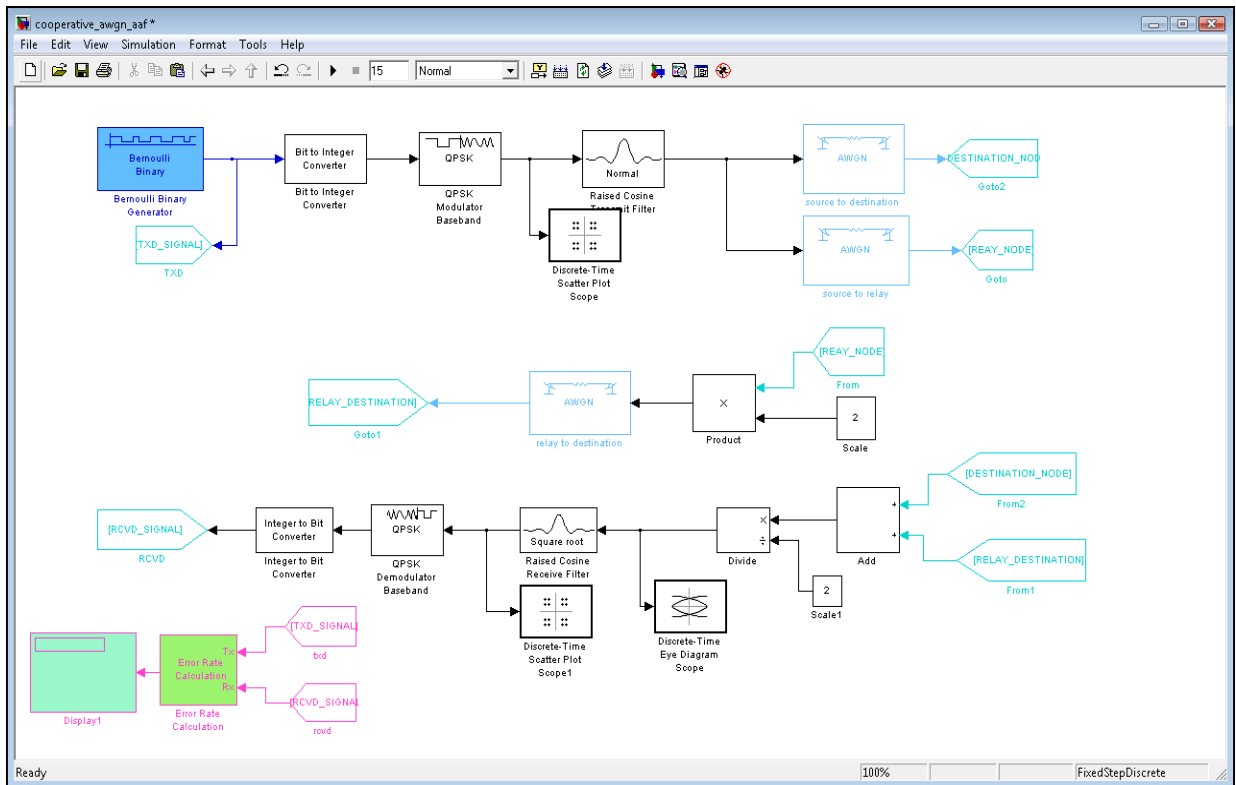 cooperative_awgn_aaf *
File Edit View Simulation Format Tools Help
15
Normal
Bernoulli
Binary
Bernoulli Binary
Generator
[TXD_SIGNAL]
TXD
Bit to Integer
Converter
Bit to Integer
Converter
QPSK
QPSK
Modulator
Baseband
Normal
Raised Cosine
Transmit Filter
Discrete-Time
Scatter Plot
Scope
AWGN
source to destination
DESTINATION_NOD
Goto2
AWGN
source to relay
[REAY_NODE]
Goto
[REAY_NODE]
From
RELAY_DESTINATION]
Goto1
AWGN
relay to destination
×
Product
2
Scale
[DESTINATION_NODE]
From2
[RELAY_DESTINATION]
From1
+
+
Add
×
÷
Divide
2
Scale1
[RCVD_SIGNAL]
RCVD
Integer to Bit
Converter
Integer to Bit
Converter
QPSK
QPSK
Demodulator
Baseband
Square root
Raised Cosine
Receive Filter
Discrete-Time
Scatter Plot
Scope1
Discrete-Time
Eye Diagram
Scope
Display1
Error Rate
Calculation
Tx
Rx
Error Rate
Calculation
[TXD_SIGNAL]
txd
[RCVD_SIGNAL
rcvd
Ready
100%
FixedStepDiscrete